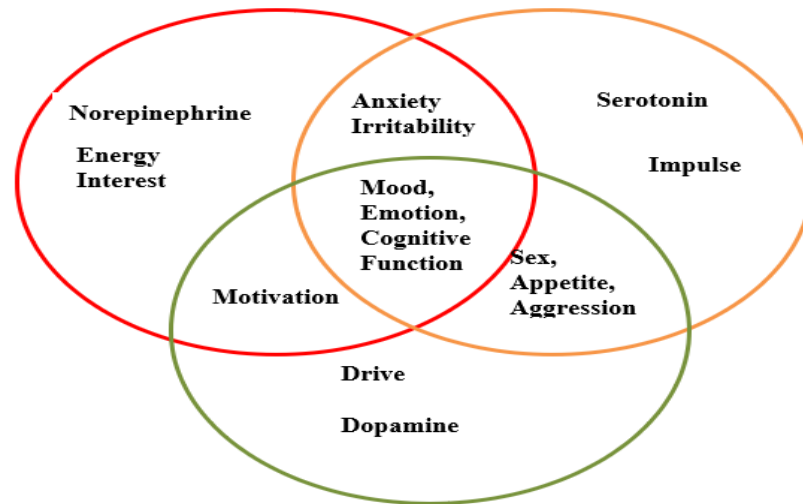 Norepinephrine
Energy
Interest
Anxiety
Irritability
Serotonin
Impulse
Mood,
Emotion,
Cognitive
Function
Motivation
Sex,
Appetite,
Aggression
Drive
Dopamine